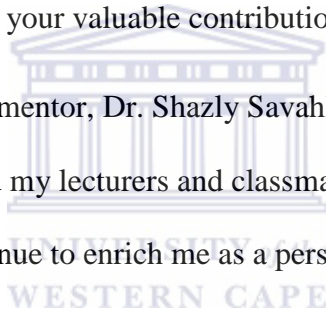 your valuable contributio
mentor, Dr. Shazly Savah
my lecturers and classma
UNIVERSITY of the
nue to enrich me as a pers
WESTERN CAPE